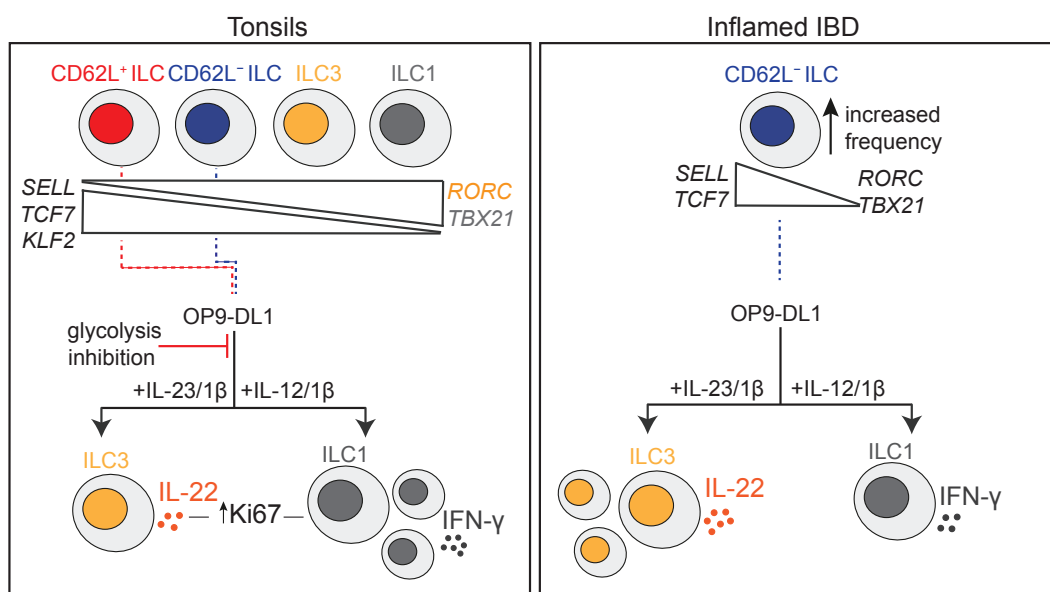 Tonsils
CD62L⁺ ILC CD62L⁻ ILC ILC3 ILC1
SELL
TCF7
KLF2
RORC
TBX21
OP9-DL1
glycolysis
inhibition
+IL-23/1β +IL-12/1β
ILC3
IL-22
↑Ki67
ILC1
IFN-γ
Inflamed IBD
CD62L⁻ ILC
increased
frequency
SELL
TCF7
RORC
TBX21
OP9-DL1
+IL-23/1β +IL-12/1β
ILC3
IL-22
ILC1
IFN-γ